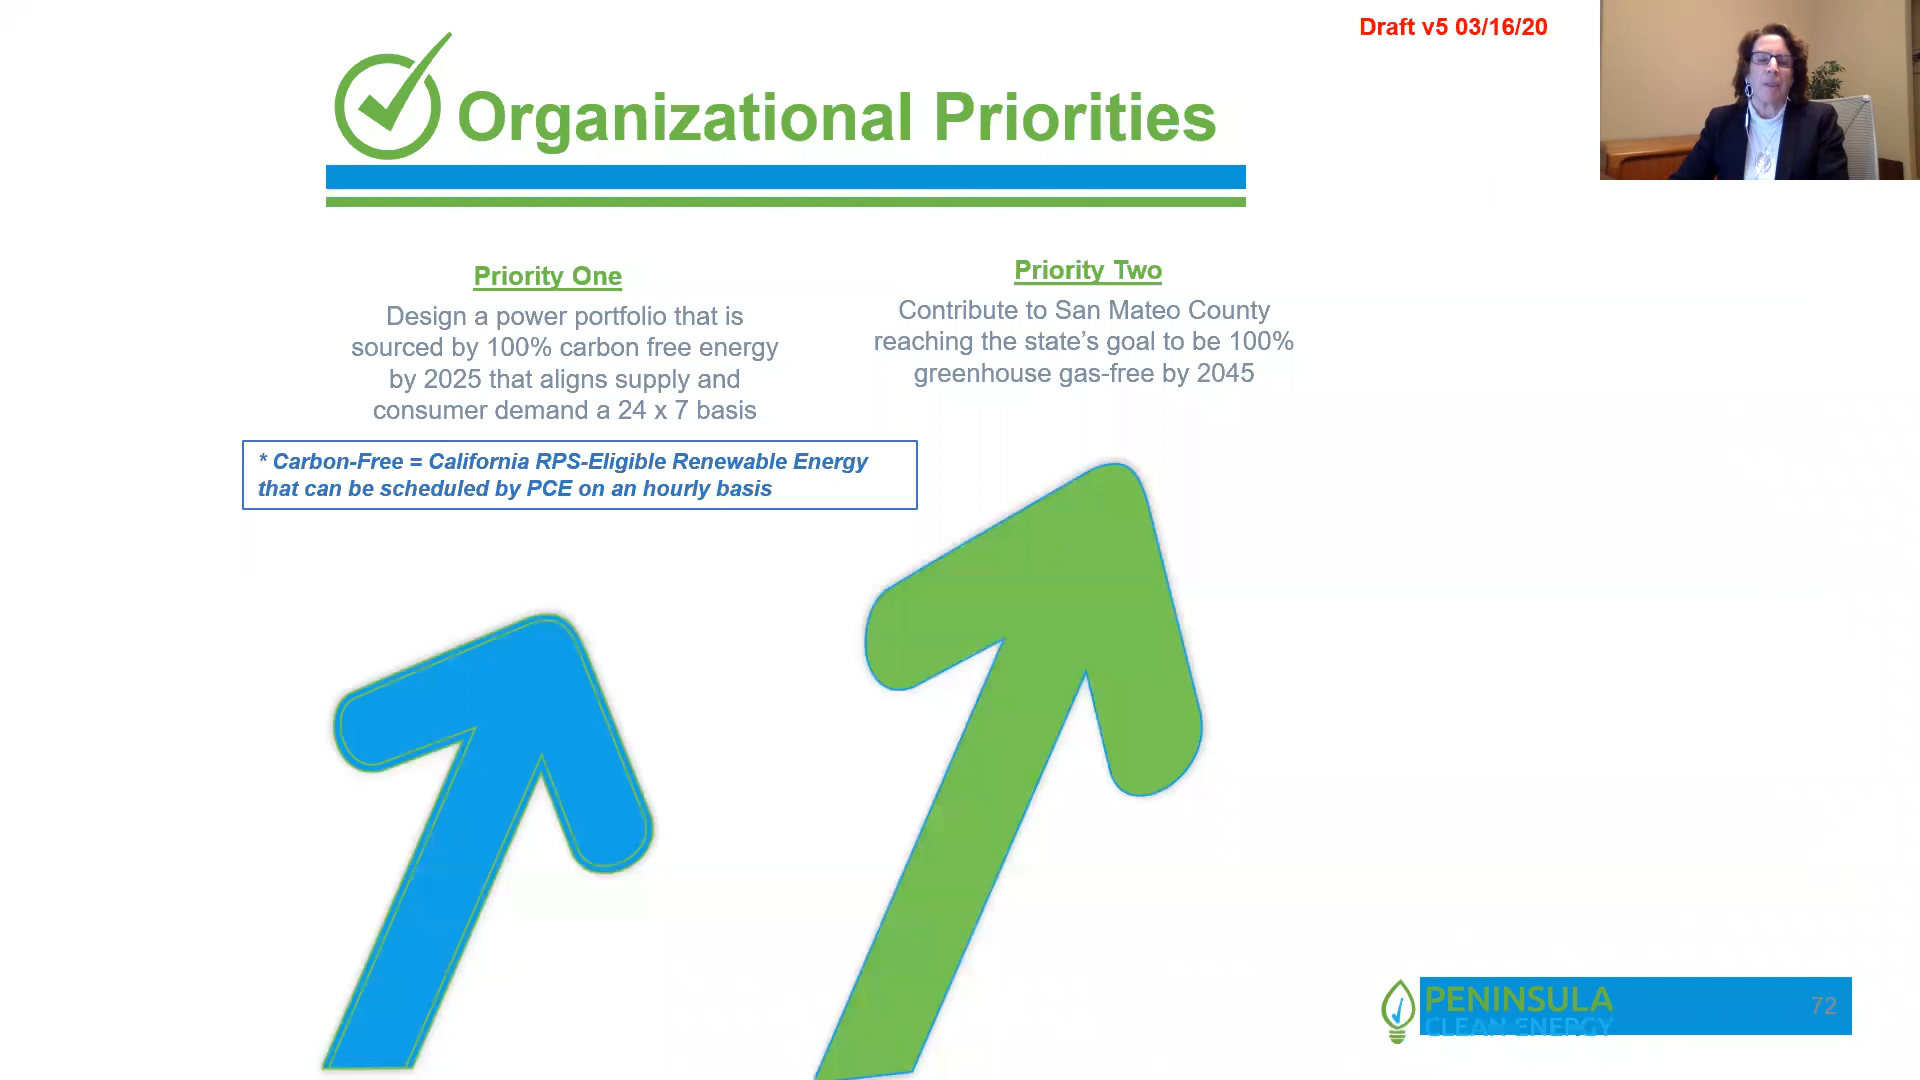 Draft v5 03/16/20
Organizational Priorities
Priority One
Design a power portfolio that is
sourced by 100% carbon free energy
by 2025 that aligns supply and
consumer demand a 24 x 7 basis
* Carbon-Free = California RPS-Eligible Renewable Energy
that can be scheduled by PCE on an hourly basis
Priority Two
Contribute to San Mateo County
reaching the state’s goal to be 100%
greenhouse gas-free by 2045
PENINSULA
CLEAN ENERGY
72